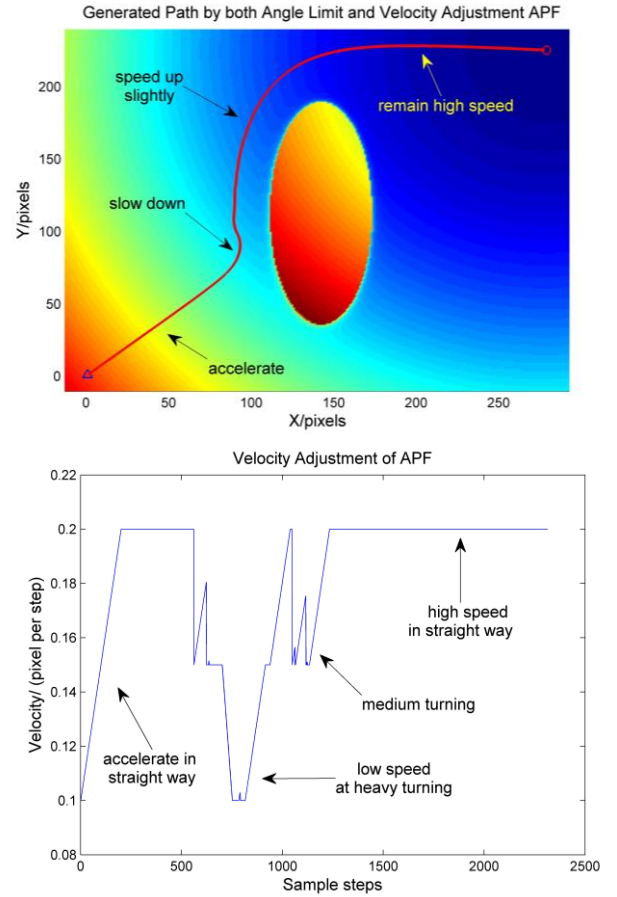 Generated Path by both Angle Limit and Velocity Adjustment APF
speed up
slightly
remain high speed
slow down
accelerate
Y/pixels
200
150
100
50
0
0
50
100
150
200
250
X/pixels
Velocity Adjustment of APF
Velocity/ (pixel per step)
0.22
0.2
0.18
0.16
0.14
0.12
0.1
0.08
high speed
in straight way
medium turning
accelerate in
straight way
low speed
at heavy turning
0
500
1000
1500
2000
2500
Sample steps